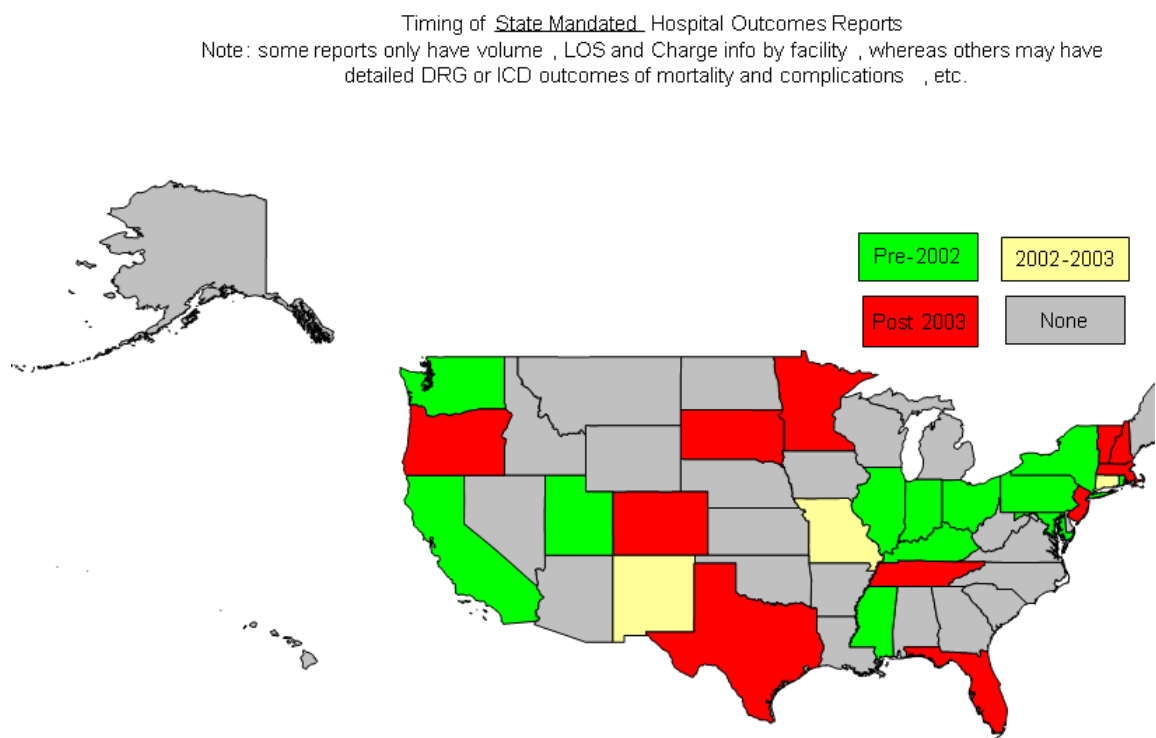 Timing of State Mandated Hospital Outcomes Reports
Note: some reports only have volume , LOS and Charge info by facility , whereas others may have
detailed DRG or ICD outcomes of mortality and complications , etc.
Pre-2002 2002-2003
Post 2003 None